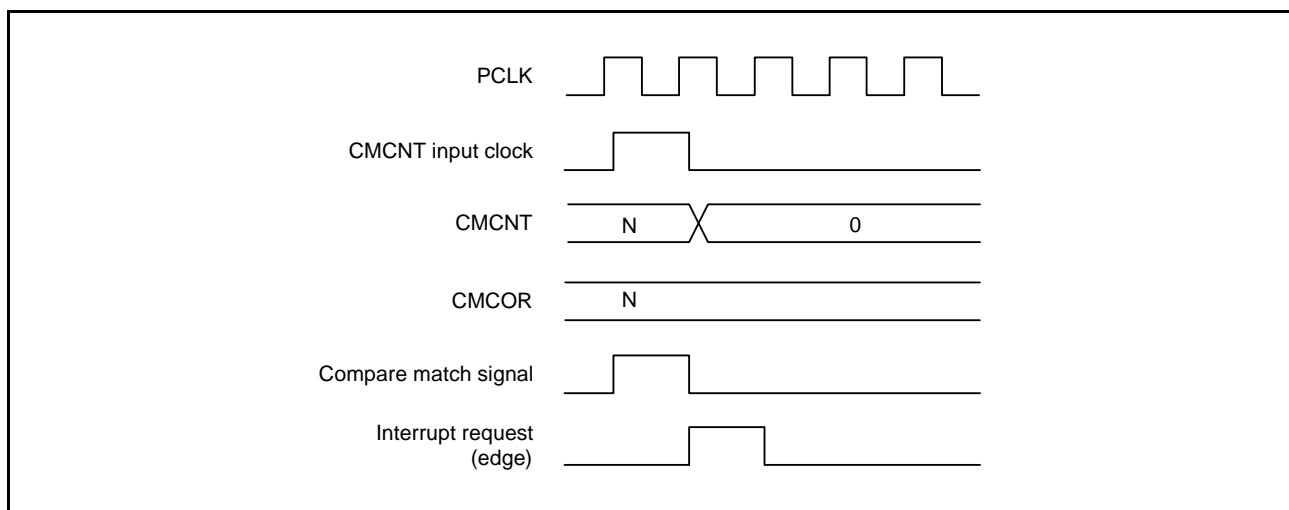 PCLK
CMCNT input clock
CMCNT
N
0
CMCOR
N
Compare match signal
Interrupt request
(edge)